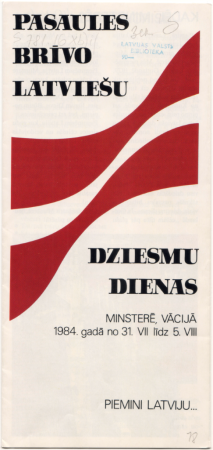 PASAULES
BRĪVO
LATVIEŠU
DZIESMU
DIENAS
MINSTERĒ, VĀCIJĀ
1984. gadā no 31. VII līdz 5. VIII
PIEMINI LATVIJU...